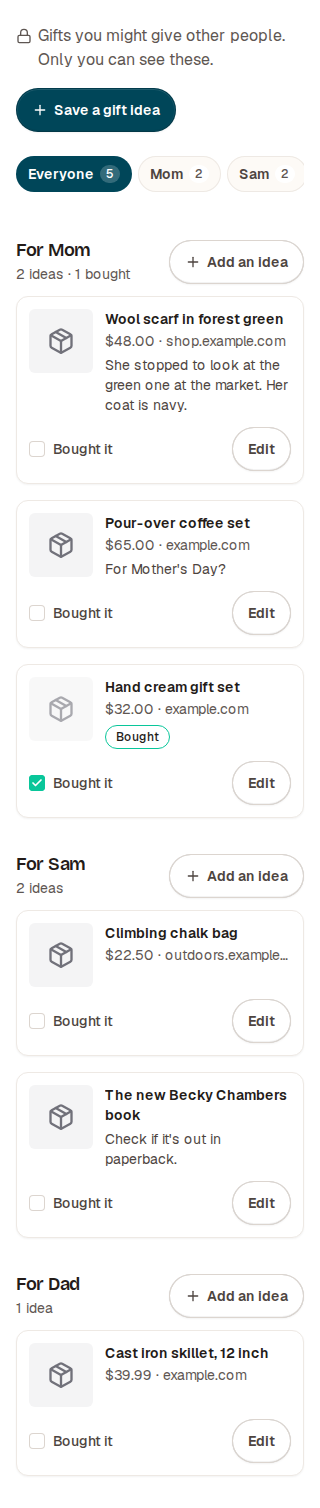 Gifts you might give other people.
Only you can see these.
Save a gift idea
Everyone 5
Mom 2
Sam 2
For Mom
2 ideas · 1 bought
Add an idea
Wool scarf in forest green
$48.00 · shop.example.com
She stopped to look at the
green one at the market. Her
coat is navy.
Bought it
Edit
Pour-over coffee set
$65.00 · example.com
For Mother's Day?
Bought it
Edit
Hand cream gift set
$32.00 · example.com
Bought
Bought it
Edit
For Sam
2 ideas
Add an idea
Climbing chalk bag
$22.50 · outdoors.example...
Bought it
Edit
The new Becky Chambers
book
Check if it's out in
paperback.
Bought it
Edit
For Dad
1 idea
Add an idea
Cast iron skillet, 12 inch
$39.99 · example.com
Bought it
Edit